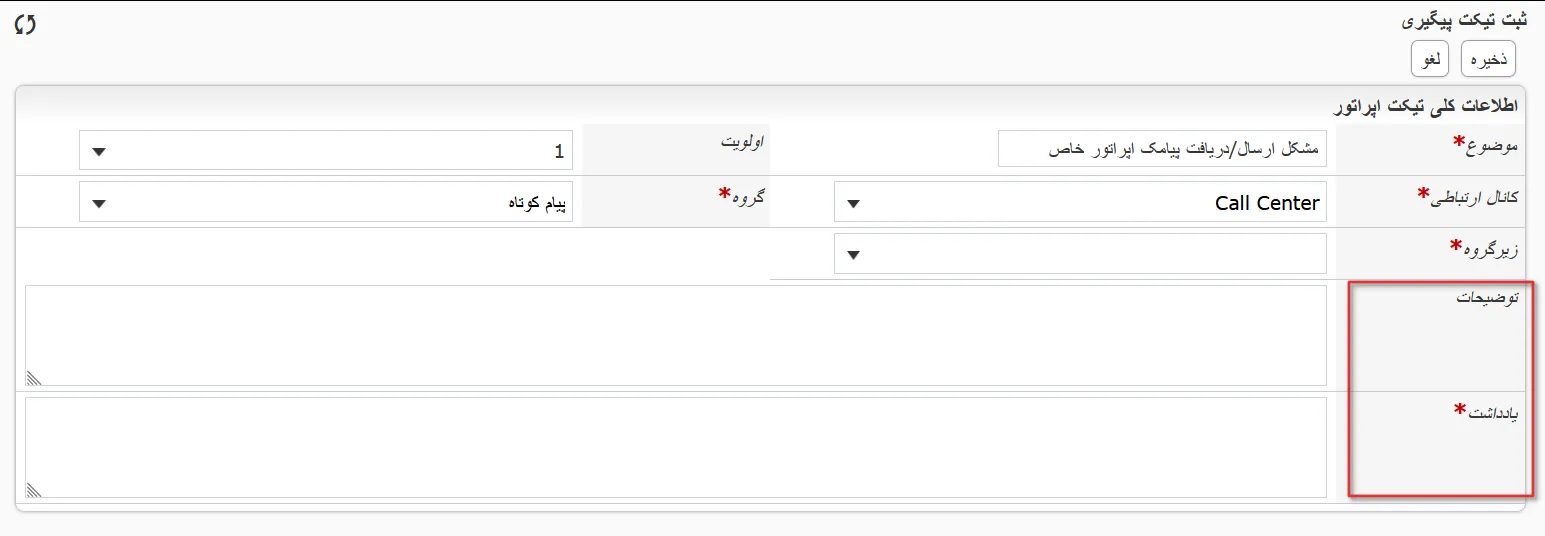 ثبت تیکت پیگیری
ذخیره لغو
اطلاعات کلی تیکت اپراتور
موضوع* مشکل ارسال/دریافت پیامک اپراتور خاص اولویت 1
کانال ارتباطی* Call Center گروه* پیام کوتاه
زیرگروه*
توضیحات
یادداشت*